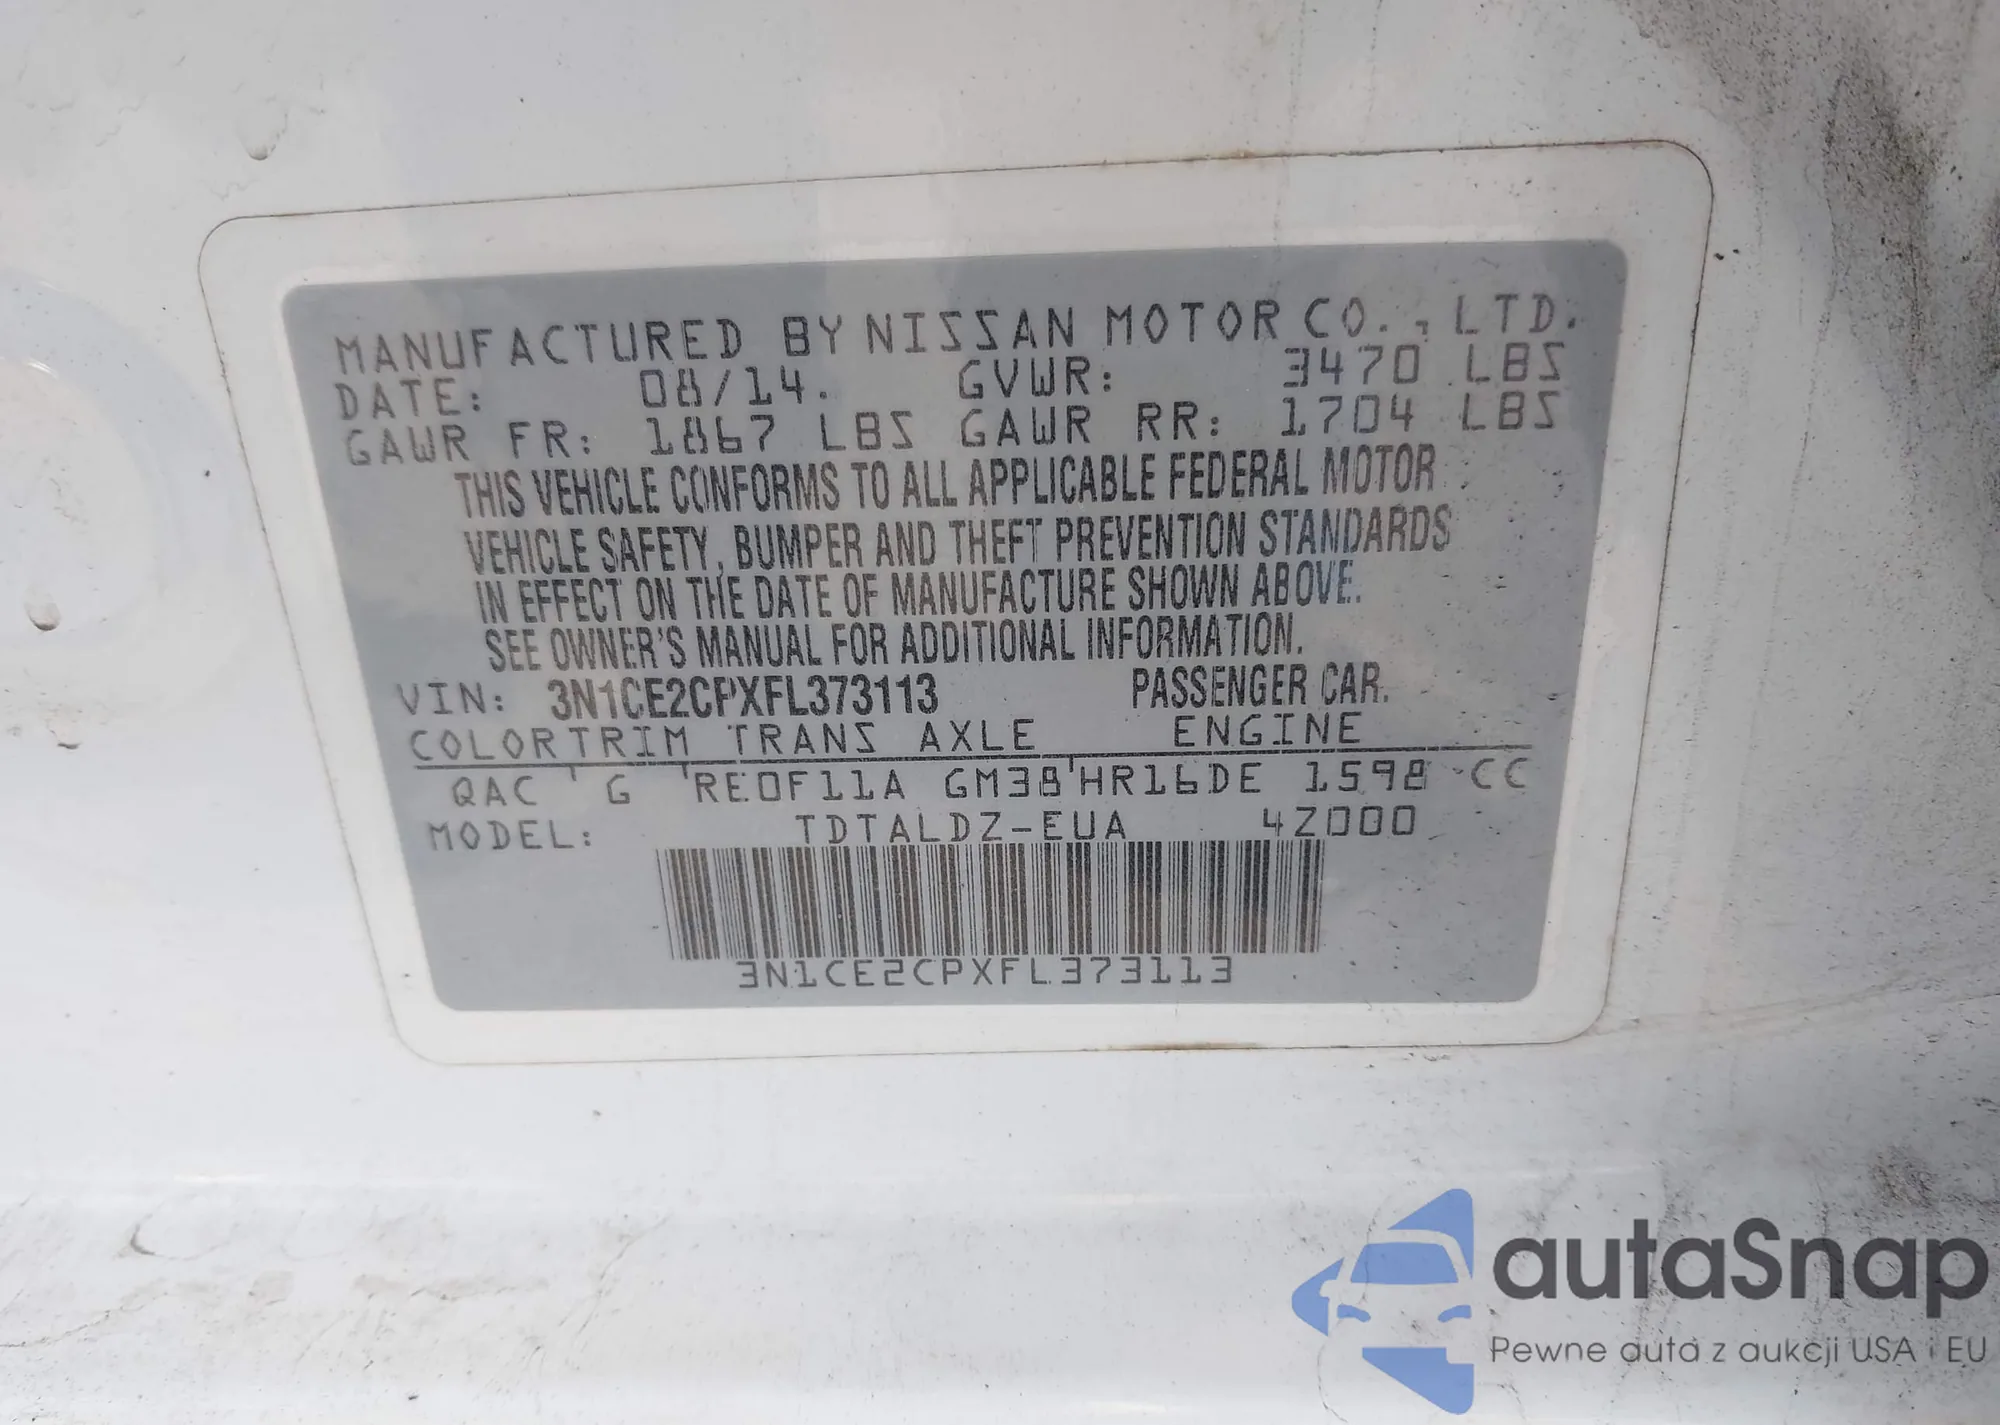 MANUFACTURED BY NISSAN MOTOR CO., LTD.
DATE: 08/14. GVWR: 3470 LBS
GAWR FR: 1867 LBS GAWR RR: 1704 LBS
THIS VEHICLE CONFORMS TO ALL APPLICABLE FEDERAL MOTOR
VEHICLE SAFETY, BUMPER AND THEFT PREVENTION STANDARDS
IN EFFECT ON THE DATE OF MANUFACTURE SHOWN ABOVE.
SEE OWNER'S MANUAL FOR ADDITIONAL INFORMATION.
VIN: 3N1CE2CPXFL373113 PASSENGER CAR.
COLOR TRIM TRANS AXLE ENGINE
QAC G RE0F11A GM38 HR16DE 1598 CC
MODEL: TDTALDZ-EUA 4Z000
3N1CE2CPXFL373113
autaSnap
Pewne auta z aukcji USA i EU